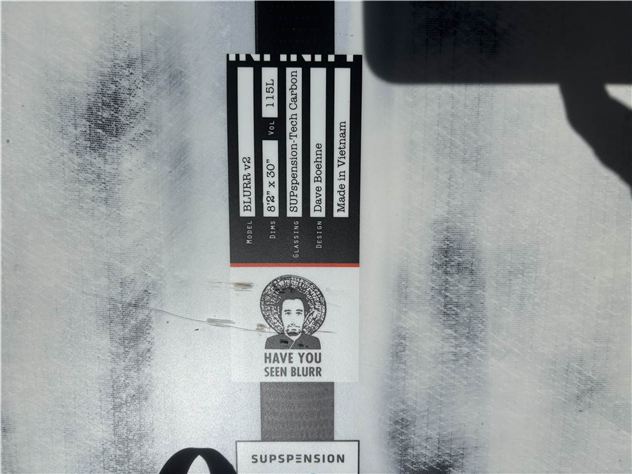 MODEL BLURR v2
DIMS 8'2" x 30" VOL 115L
GLASSING SUPspension-Tech Carbon
DESIGN Dave Boehne
Made in Vietnam
HAVE YOU
SEEN BLURR
SUPSPENSION